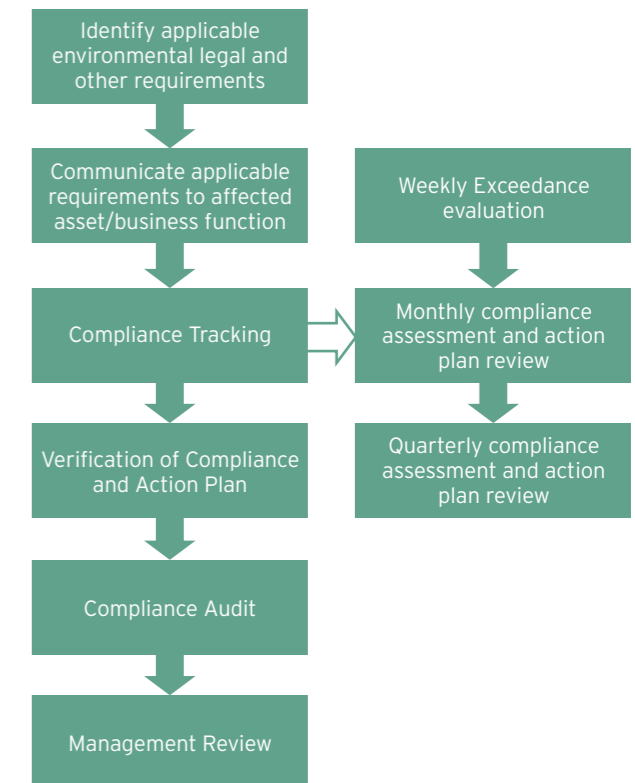 Identify applicable
environmental legal and
other requirements
Communicate applicable
requirements to affected
asset/business function
Weekly Exceedance
evaluation
Compliance Tracking
Monthly compliance
assessment and action
plan review
Verification of Compliance
and Action Plan
Quarterly compliance
assessment and action
plan review
Compliance Audit
Management Review